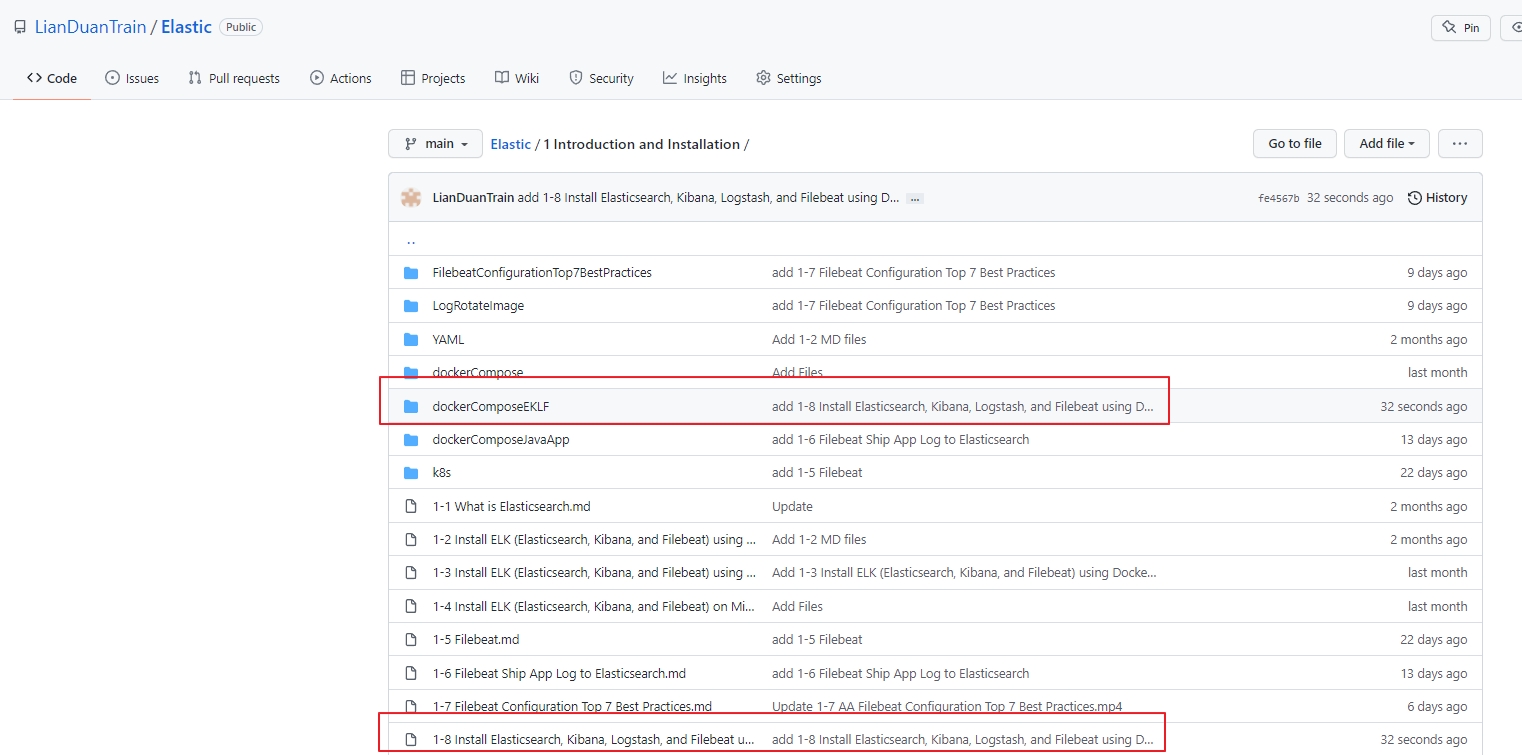 LianDuanTrain / Elastic Public Pin
Code Issues Pull requests Actions Projects Wiki Security Insights Settings
main Elastic / 1 Introduction and Installation / Go to file Add file ...
LianDuanTrain add 1-8 Install Elasticsearch, Kibana, Logstash, and Filebeat using D... ... fe4567b 32 seconds ago History
..
FilebeatConfigurationTop7BestPractices add 1-7 Filebeat Configuration Top 7 Best Practices 9 days ago
LogRotateImage add 1-7 Filebeat Configuration Top 7 Best Practices 9 days ago
YAML Add 1-2 MD files 2 months ago
dockerCompose Add Files last month
dockerComposeEKLF add 1-8 Install Elasticsearch, Kibana, Logstash, and Filebeat using D... 32 seconds ago
dockerComposeJavaApp add 1-6 Filebeat Ship App Log to Elasticsearch 13 days ago
k8s add 1-5 Filebeat 22 days ago
1-1 What is Elasticsearch.md Update 2 months ago
1-2 Install ELK (Elasticsearch, Kibana, and Filebeat) using ... Add 1-2 MD files 2 months ago
1-3 Install ELK (Elasticsearch, Kibana, and Filebeat) using ... Add 1-3 Install ELK (Elasticsearch, Kibana, and Filebeat) using Docke... last month
1-4 Install ELK (Elasticsearch, Kibana, and Filebeat) on Mi... Add Files last month
1-5 Filebeat.md add 1-5 Filebeat 22 days ago
1-6 Filebeat Ship App Log to Elasticsearch.md add 1-6 Filebeat Ship App Log to Elasticsearch 13 days ago
1-7 Filebeat Configuration Top 7 Best Practices.md Update 1-7 AA Filebeat Configuration Top 7 Best Practices.mp4 6 days ago
1-8 Install Elasticsearch, Kibana, Logstash, and Filebeat u... add 1-8 Install Elasticsearch, Kibana, Logstash, and Filebeat using D... 32 seconds ago